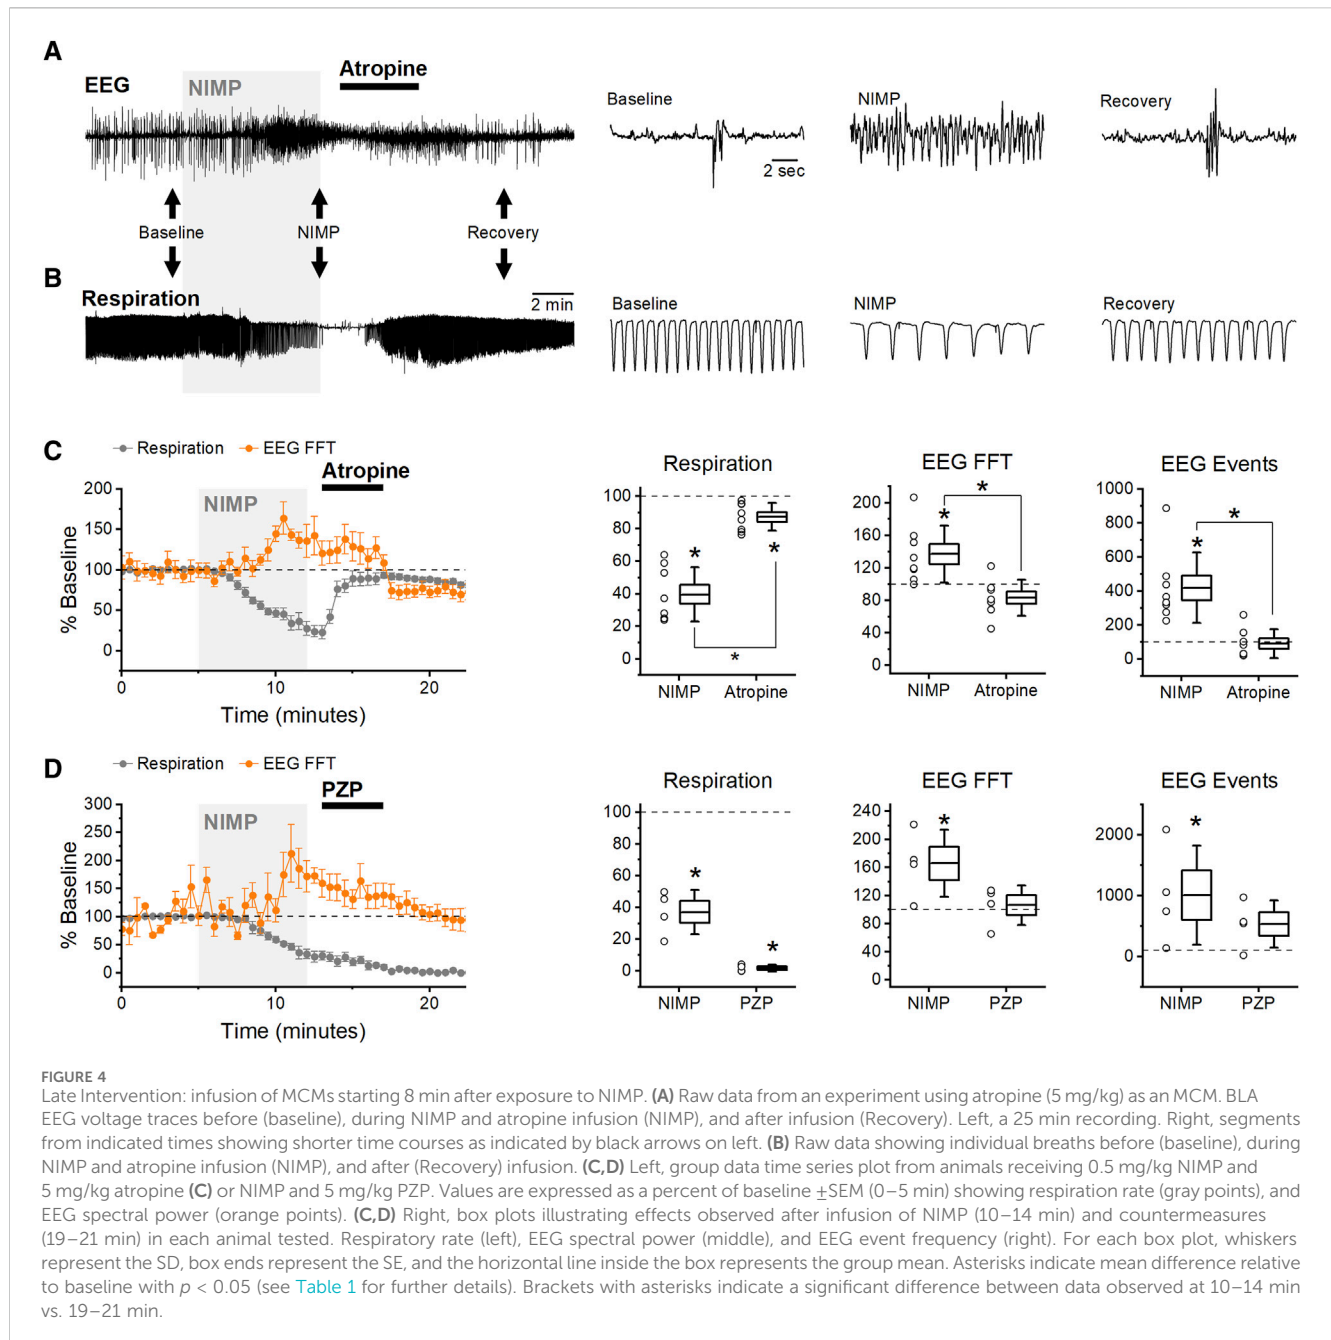 A
EEG
NIMP
Atropine
Baseline
NIMP
Recovery
2 sec
Baseline
NIMP
Recovery
B
Respiration
2 min
Baseline
NIMP
Recovery
C
Respiration
EEG FFT
Atropine
NIMP
200
150
100
50
0
% Baseline
0
10
20
Time (minutes)
Respiration
100
80
60
40
20
0
*
*
*
NIMP
Atropine
EEG FFT
200
160
120
80
40
0
*
*
NIMP
Atropine
EEG Events
1000
800
600
400
200
0
*
*
NIMP
Atropine
D
Respiration
EEG FFT
PZP
NIMP
300
250
200
150
100
50
0
% Baseline
0
10
20
Time (minutes)
Respiration
100
80
60
40
20
0
*
*
NIMP
PZP
EEG FFT
240
200
160
120
80
40
0
*
NIMP
PZP
EEG Events
2000
1000
0
*
NIMP
PZP
FIGURE 4
Late Intervention: infusion of MCMs starting 8 min after exposure to NIMP. (A) Raw data from an experiment using atropine (5 mg/kg) as an MCM. BLA
EEG voltage traces before (baseline), during NIMP and atropine infusion (NIMP), and after infusion (Recovery). Left, a 25 min recording. Right, segments
from indicated times showing shorter time courses as indicated by black arrows on left. (B) Raw data showing individual breaths before (baseline), during
NIMP and atropine infusion (NIMP), and after (Recovery) infusion. (C,D) Left, group data time series plot from animals receiving 0.5 mg/kg NIMP and
5 mg/kg atropine (C) or NIMP and 5 mg/kg PZP. Values are expressed as a percent of baseline ±SEM (0–5 min) showing respiration rate (gray points), and
EEG spectral power (orange points). (C,D) Right, box plots illustrating effects observed after infusion of NIMP (10–14 min) and countermeasures
(19–21 min) in each animal tested. Respiratory rate (left), EEG spectral power (middle), and EEG event frequency (right). For each box plot, whiskers
represent the SD, box ends represent the SE, and the horizontal line inside the box represents the group mean. Asterisks indicate mean difference relative
to baseline with p < 0.05 (see Table 1 for further details). Brackets with asterisks indicate a significant difference between data observed at 10–14 min
vs. 19–21 min.